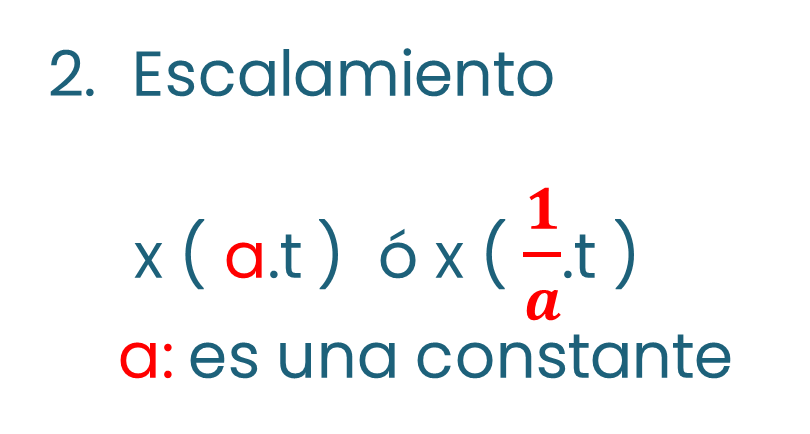 2. Escalamiento
x ( a.t ) ó x ( 1/a .t )
a: es una constante